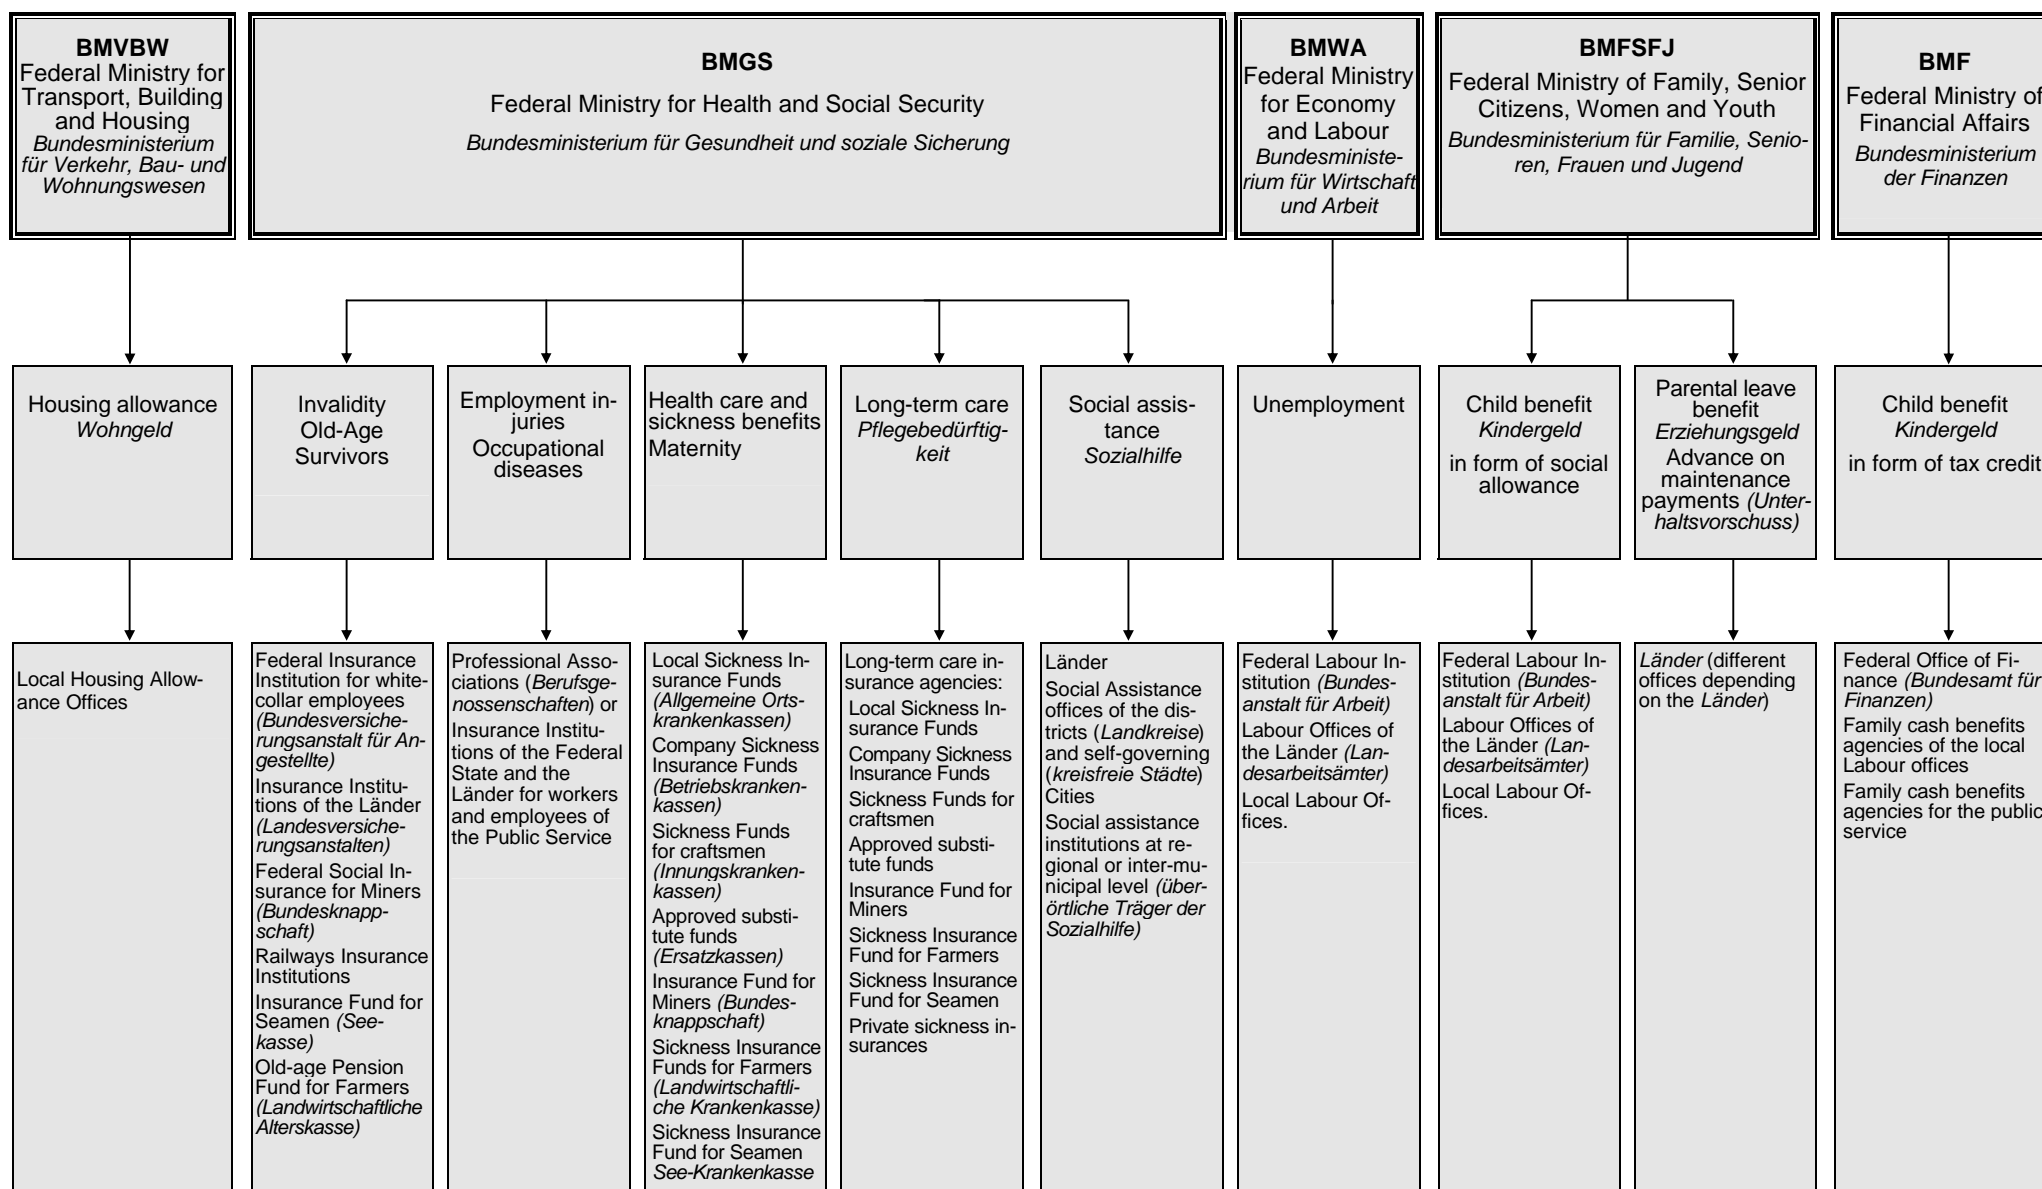 BMVBW
Federal Ministry for
Transport, Building
and Housing
Bundesministerium
für Verkehr, Bau- und
Wohnungswesen
BMGS
Federal Ministry for Health and Social Security
Bundesministerium für Gesundheit und soziale Sicherung
BMWA
Federal Ministry
for Economy
and Labour
Bundesministe-
rium für Wirtschaft
und Arbeit
BMFSFJ
Federal Ministry of Family, Senior
Citizens, Women and Youth
Bundesministerium für Familie, Senio-
ren, Frauen und Jugend
BMF
Federal Ministry of
Financial Affairs
Bundesministerium
der Finanzen
Housing allowance
Wohngeld
Invalidity
Old-Age
Survivors
Employment in-
juries
Occupational
diseases
Health care and
sickness benefits
Maternity
Long-term care
Pflegebedürftig-
keit
Social assis-
tance
Sozialhilfe
Unemployment
Child benefit
Kindergeld
in form of social
allowance
Parental leave
benefit
Erziehungsgeld
Advance on
maintenance
payments (Unter-
haltsvorschuss)
Child benefit
Kindergeld
in form of tax credit
Local Housing Allow-
ance Offices
Federal Insurance
Institution for white-
collar employees
(Bundesversiche-
rungsanstalt für An-
gestellte)
Insurance Institu-
tions of the Länder
(Landesversiche-
rungsanstalten)
Federal Social In-
surance for Miners
(Bundesknapp-
schaft)
Railways Insurance
Institutions
Insurance Fund for
Seamen (See-
kasse)
Old-age Pension
Fund for Farmers
(Landwirtschaftliche
Alterskasse)
Professional Asso-
ciations (Berufsge-
nossenschaften) or
Insurance Institu-
tions of the Federal
State and the
Länder for workers
and employees of
the Public Service
Local Sickness In-
surance Funds
(Allgemeine Orts-
krankenkassen)
Company Sickness
Insurance Funds
(Betriebskranken-
kassen)
Sickness Funds
for craftsmen
(Innungskranken-
kassen)
Approved substi-
tute funds
(Ersatzkassen)
Insurance Fund for
Miners (Bundes-
knappschaft)
Sickness Insurance
Funds for Farmers
(Landwirtschaftli-
che Krankenkasse)
Sickness Insurance
Fund for Seamen
See-Krankenkasse
Long-term care in-
surance agencies:
Local Sickness In-
surance Funds
Company Sickness
Insurance Funds
Sickness Funds for
craftsmen
Approved substi-
tute funds
Insurance Fund for
Miners
Sickness Insurance
Fund for Farmers
Sickness Insurance
Fund for Seamen
Private sickness in-
surances
Länder
Social Assistance
offices of the dis-
tricts (Landkreise)
and self-governing
(kreisfreie Städte)
Cities
Social assistance
institutions at re-
gional or inter-mu-
nicipal level (über-
örtliche Träger der
Sozialhilfe)
Federal Labour In-
stitution (Bundes-
anstalt für Arbeit)
Labour Offices of
the Länder (Lan-
desarbeitsämter)
Local Labour Of-
fices.
Federal Labour In-
stitution (Bundes-
anstalt für Arbeit)
Labour Offices of
the Länder (Lan-
desarbeitsämter)
Local Labour Of-
fices.
Länder (different
offices depending
on the Länder)
Federal Office of Fi-
nance (Bundesamt für
Finanzen)
Family cash benefits
agencies of the local
Labour offices
Family cash benefits
agencies for the public
service